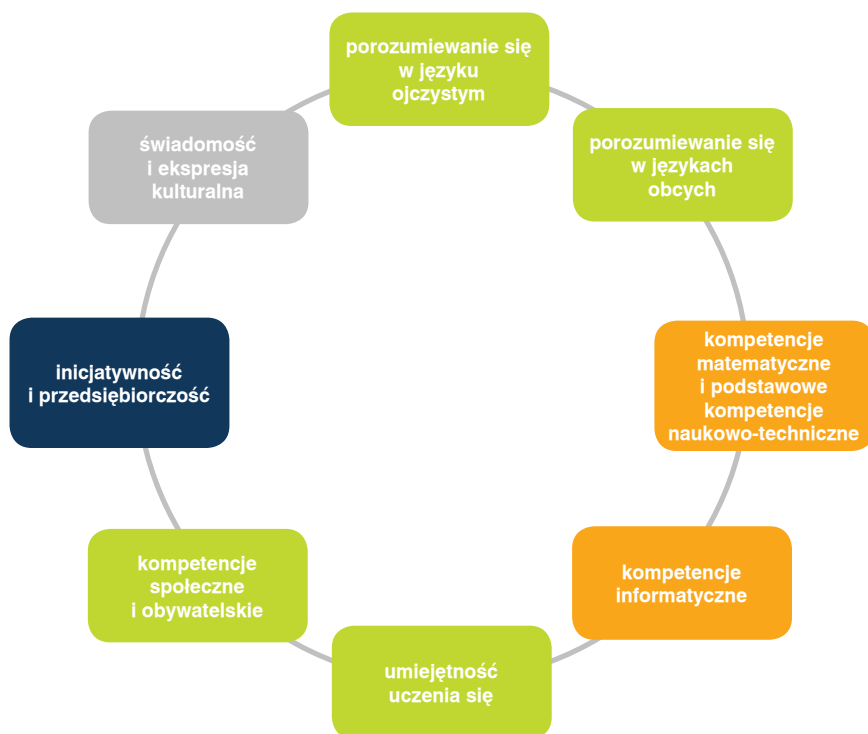 porozumiewanie się
w języku
ojczystym
porozumiewanie się
w językach
obcych
kompetencje
matematyczne
i podstawowe
kompetencje
naukowo-techniczne
kompetencje
informatyczne
umiejętność
uczenia się
kompetencje
społeczne
i obywatelskie
inicjatywność
i przedsiębiorczość
świadomość
i ekspresja
kulturalna